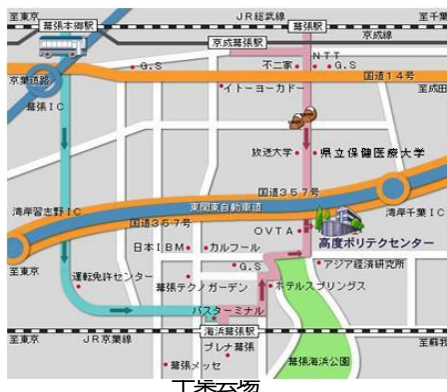 至東京
JR総武線
至千葉
幕張本郷駅
幕張駅
京成幕張駅
京成線
NTT
京葉道路
G.S
不二家
G.S
国道14号
至成田
イトーヨーカドー
幕張IC
放送大学
県立保健医療大学
国道357号
東関東自動車道
湾岸習志野IC
国道357号
湾岸千葉IC
OVTA
高度ポリテクセンター
日本IBM
カルフール
G.S
アジア経済研究所
至東京
運転免許センター
幕張テクノガーデン
ホテルスプリングス
バスターミナル
海浜幕張駅
至東京
JR京葉線
プレナ幕張
至蘇我
幕張海浜公園
幕張メッセ
千葉会場